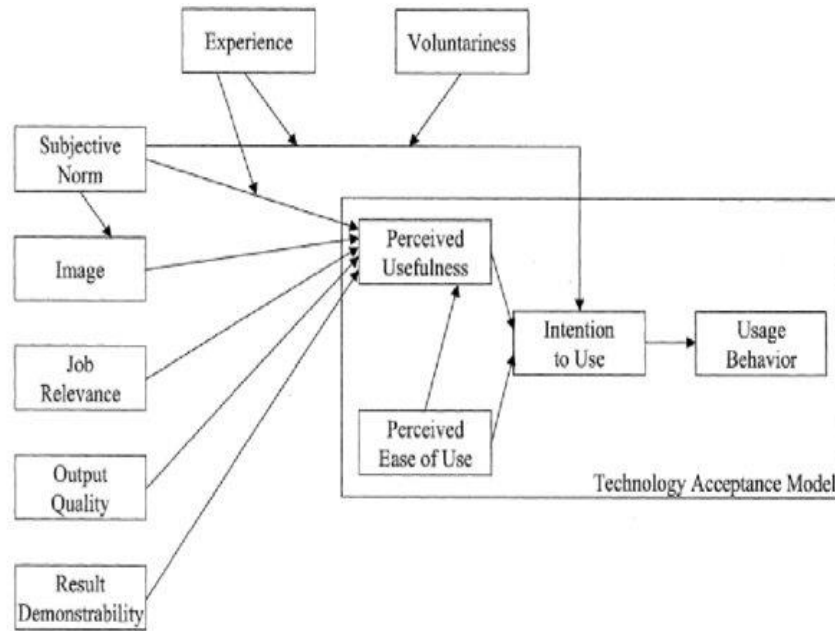 Experience
Voluntariness
Subjective
Norm
Image
Job
Relevance
Output
Quality
Result
Demonstrability
Perceived
Usefulness
Perceived
Ease of Use
Intention
to Use
Usage
Behavior
Technology Acceptance Model